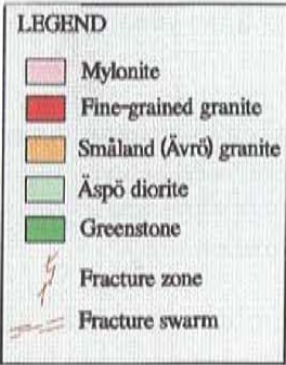 LEGEND
Mylonite
Fine-grained granite
Småland (Ävrö) granite
Äspö diorite
Greenstone
Fracture zone
Fracture swarm